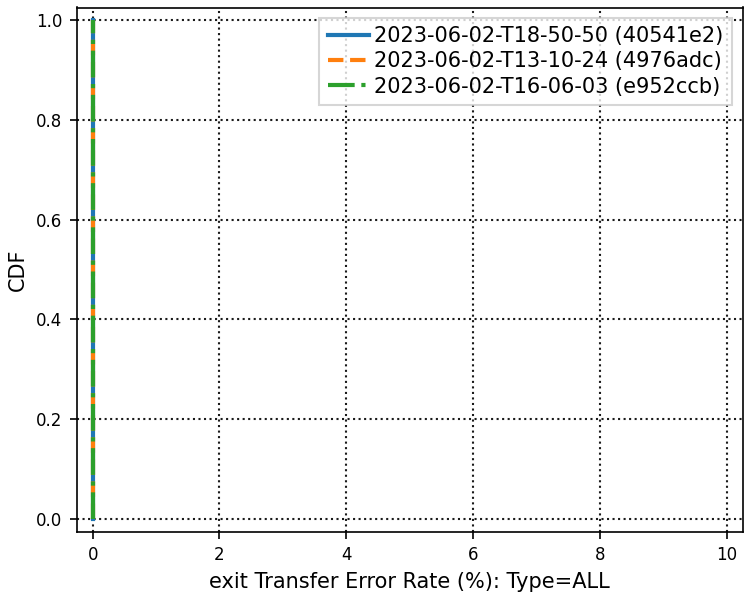 1.0
0.8
0.6
0.4
0.2
0.0
CDF
2023-06-02-T18-50-50 (40541e2)
2023-06-02-T13-10-24 (4976adc)
2023-06-02-T16-06-03 (e952ccb)
0 2 4 6 8 10
exit Transfer Error Rate (%): Type=ALL